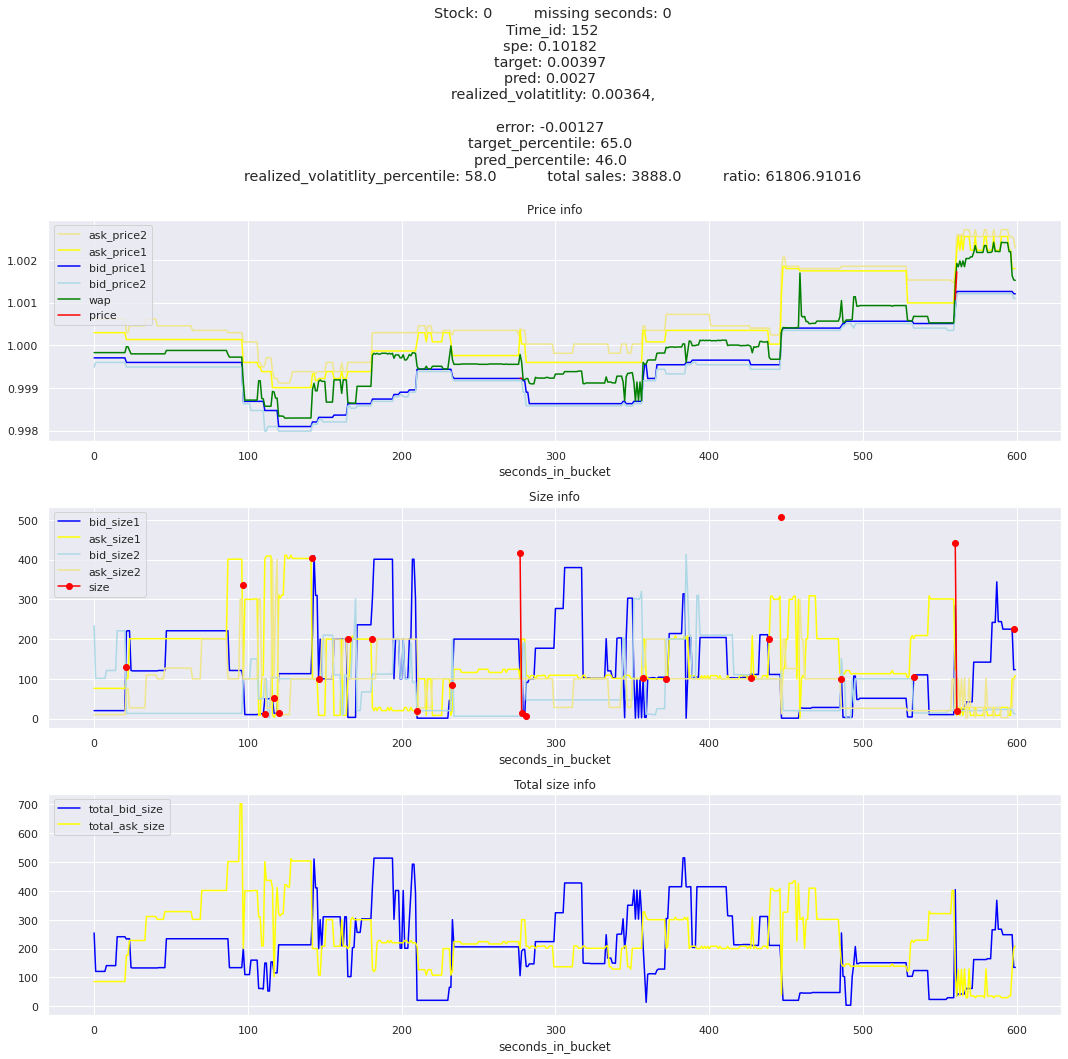 Stock: 0 missing seconds: 0
Time_id: 152
spe: 0.10182
target: 0.00397
pred: 0.0027
realized_volatitlity: 0.00364,
error: -0.00127
target_percentile: 65.0
pred_percentile: 46.0
realized_volatitlity_percentile: 58.0 total sales: 3888.0 ratio: 61806.91016
Price info
ask_price2
ask_price1
bid_price1
bid_price2
wap
price
1.002
1.001
1.000
0.999
0.998
0 100 200 300 400 500 600
seconds_in_bucket
Size info
bid_size1
ask_size1
bid_size2
ask_size2
size
500
400
300
200
100
0
0 100 200 300 400 500 600
seconds_in_bucket
Total size info
total_bid_size
total_ask_size
700
600
500
400
300
200
100
0
0 100 200 300 400 500 600
seconds_in_bucket